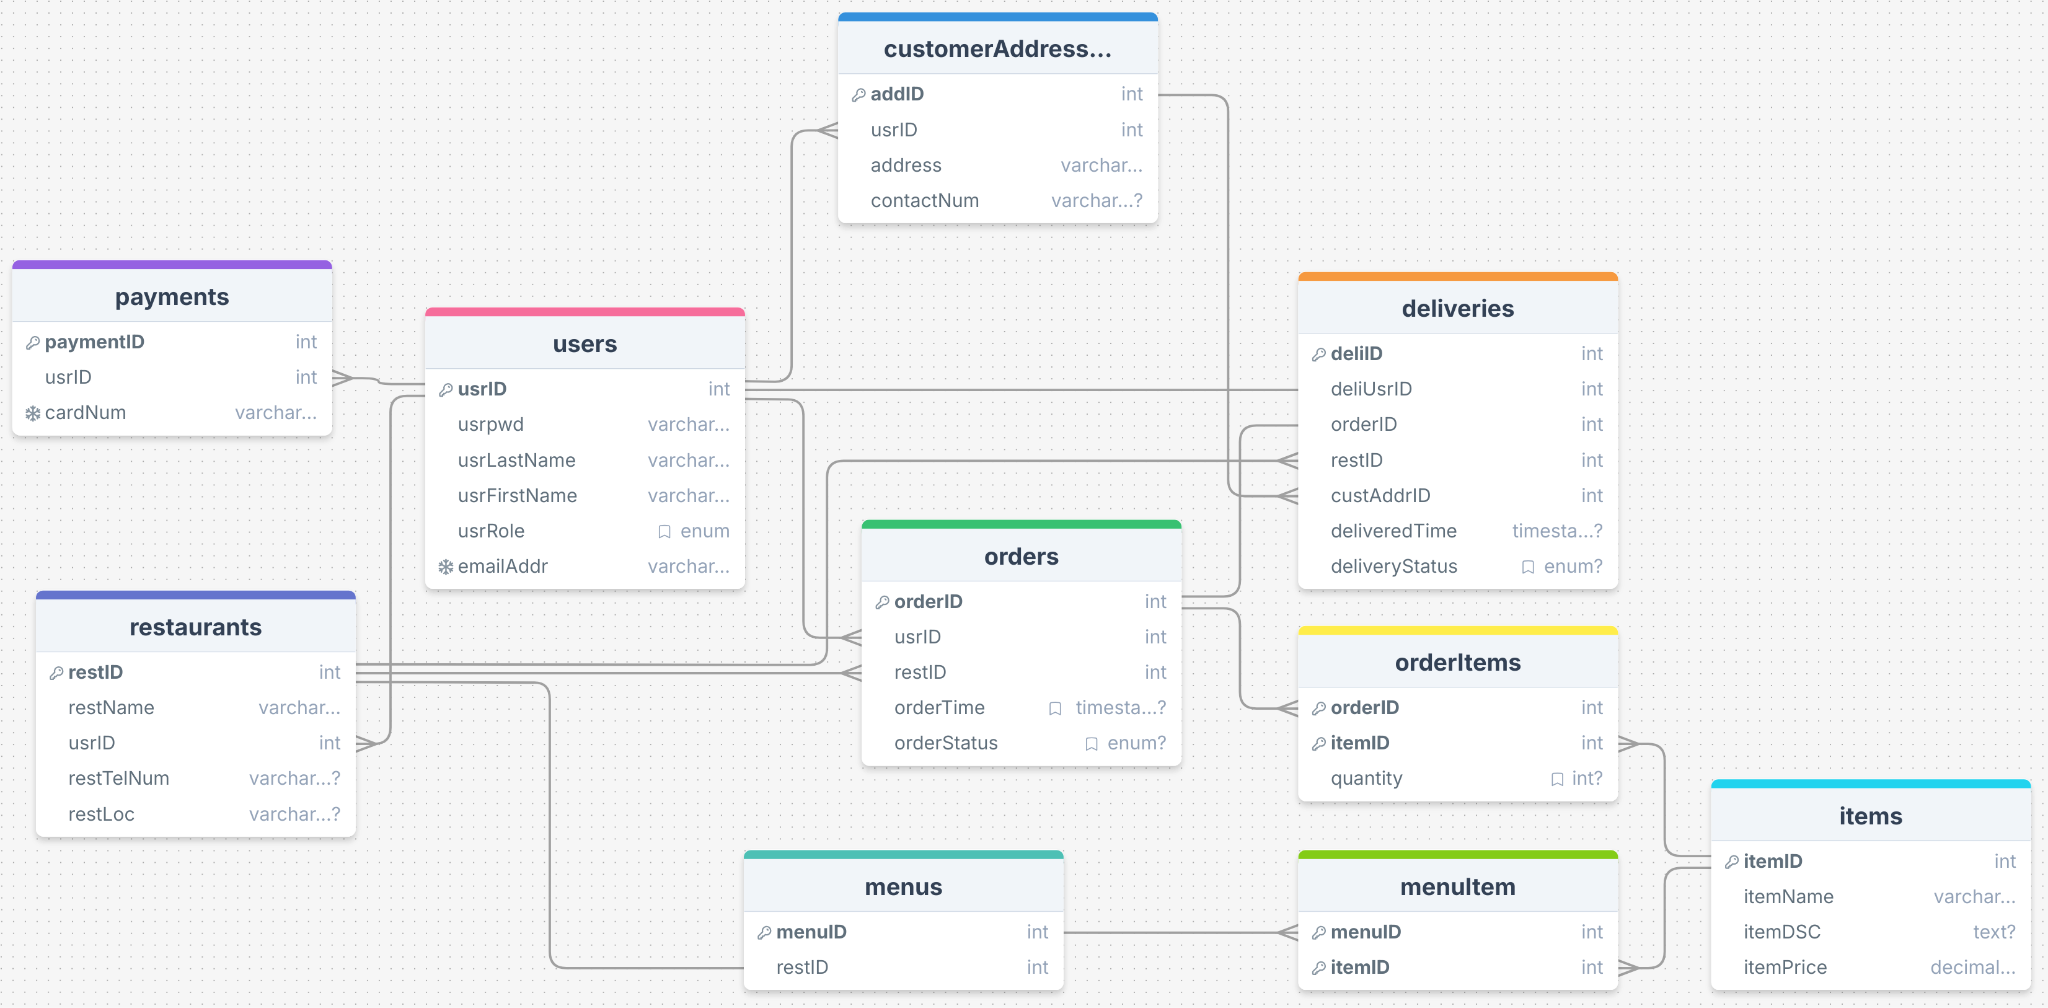 customerAddress...
addID int
usrID int
address varchar...
contactNum varchar...?
payments
paymentID int
usrID int
cardNum varchar...
users
usrID int
usrpwd varchar...
usrLastName varchar...
usrFirstName varchar...
usrRole enum
emailAddr varchar...
deliveries
deliID int
deliUsrID int
orderID int
restID int
custAddrID int
deliveredTime timesta...?
deliveryStatus enum?
orders
orderID int
usrID int
restID int
orderTime timesta...?
orderStatus enum?
restaurants
restID int
restName varchar...
usrID int
restTelNum varchar...?
restLoc varchar...?
orderItems
orderID int
itemID int
quantity int?
items
itemID int
itemName varchar...
itemDSC text?
itemPrice decimal...
menus
menuID int
restID int
menuItem
menuID int
itemID int